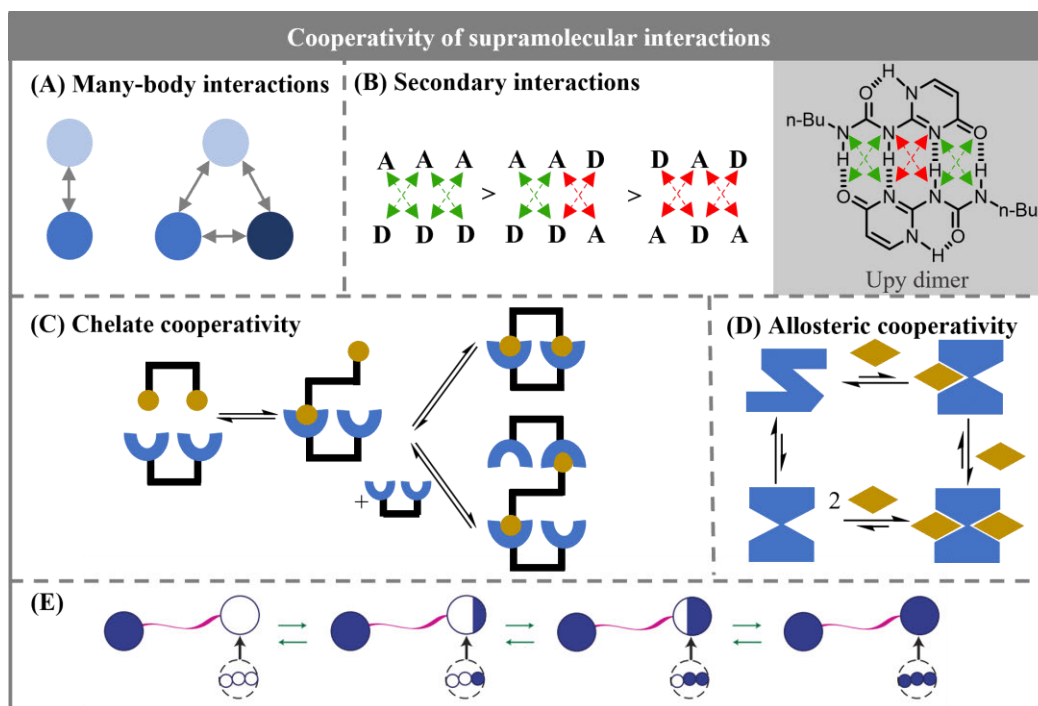 Cooperativity of supramolecular interactions
(A) Many-body interactions
(B) Secondary interactions
A A A A A D D A D
> >
D D D D D A A D A
H
O N
n-Bu
N N N O
H H H H
O N N N
n-Bu
N O
H
Upy dimer
(C) Chelate cooperativity
+
(D) Allosteric cooperativity
2
(E)